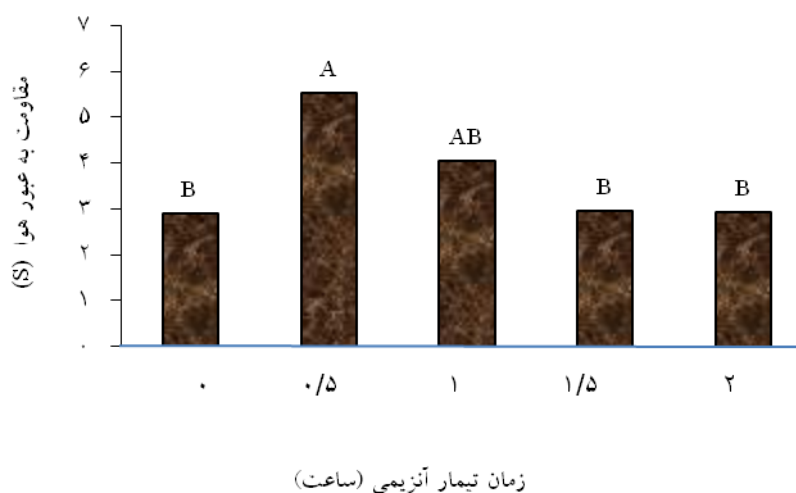 مقاومت به عبور هوا (S)
۷
۶
۵
۴
۳
۲
۱
۰
B
A
AB
B
B
۰
۰/۵
۱
۱/۵
۲
زمان تیمار آنزیمی (ساعت)